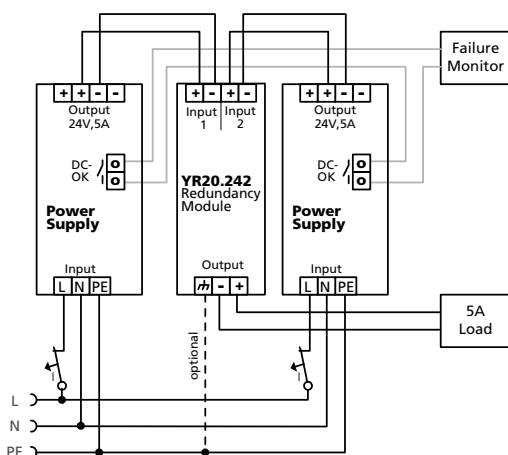 Failure
Monitor
+ + - -
Output
24V,5A
DC-
OK
Power
Supply
Input
L N PE
+ - + -
Input
1
Input
2
YR20.242
Redundancy
Module
Output
- +
optional
+ + - -
Output
24V,5A
DC-
OK
Power
Supply
Input
L N PE
5A
Load
I
I
L
N
PE